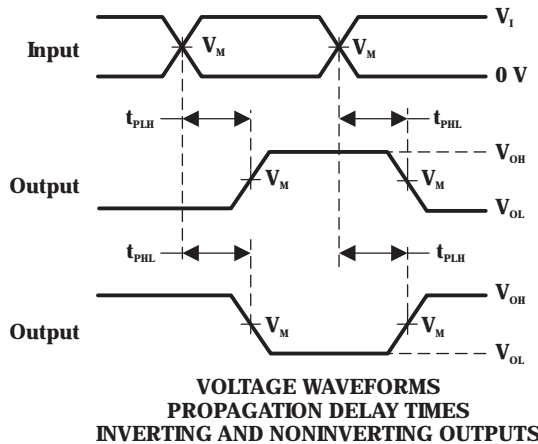 V_I
Input
V_M
V_M
0 V
t_PLH
t_PHL
V_OH
Output
V_M
V_M
V_OL
t_PHL
t_PLH
V_OH
Output
V_M
V_M
V_OL
VOLTAGE WAVEFORMS
PROPAGATION DELAY TIMES
INVERTING AND NONINVERTING OUTPUTS